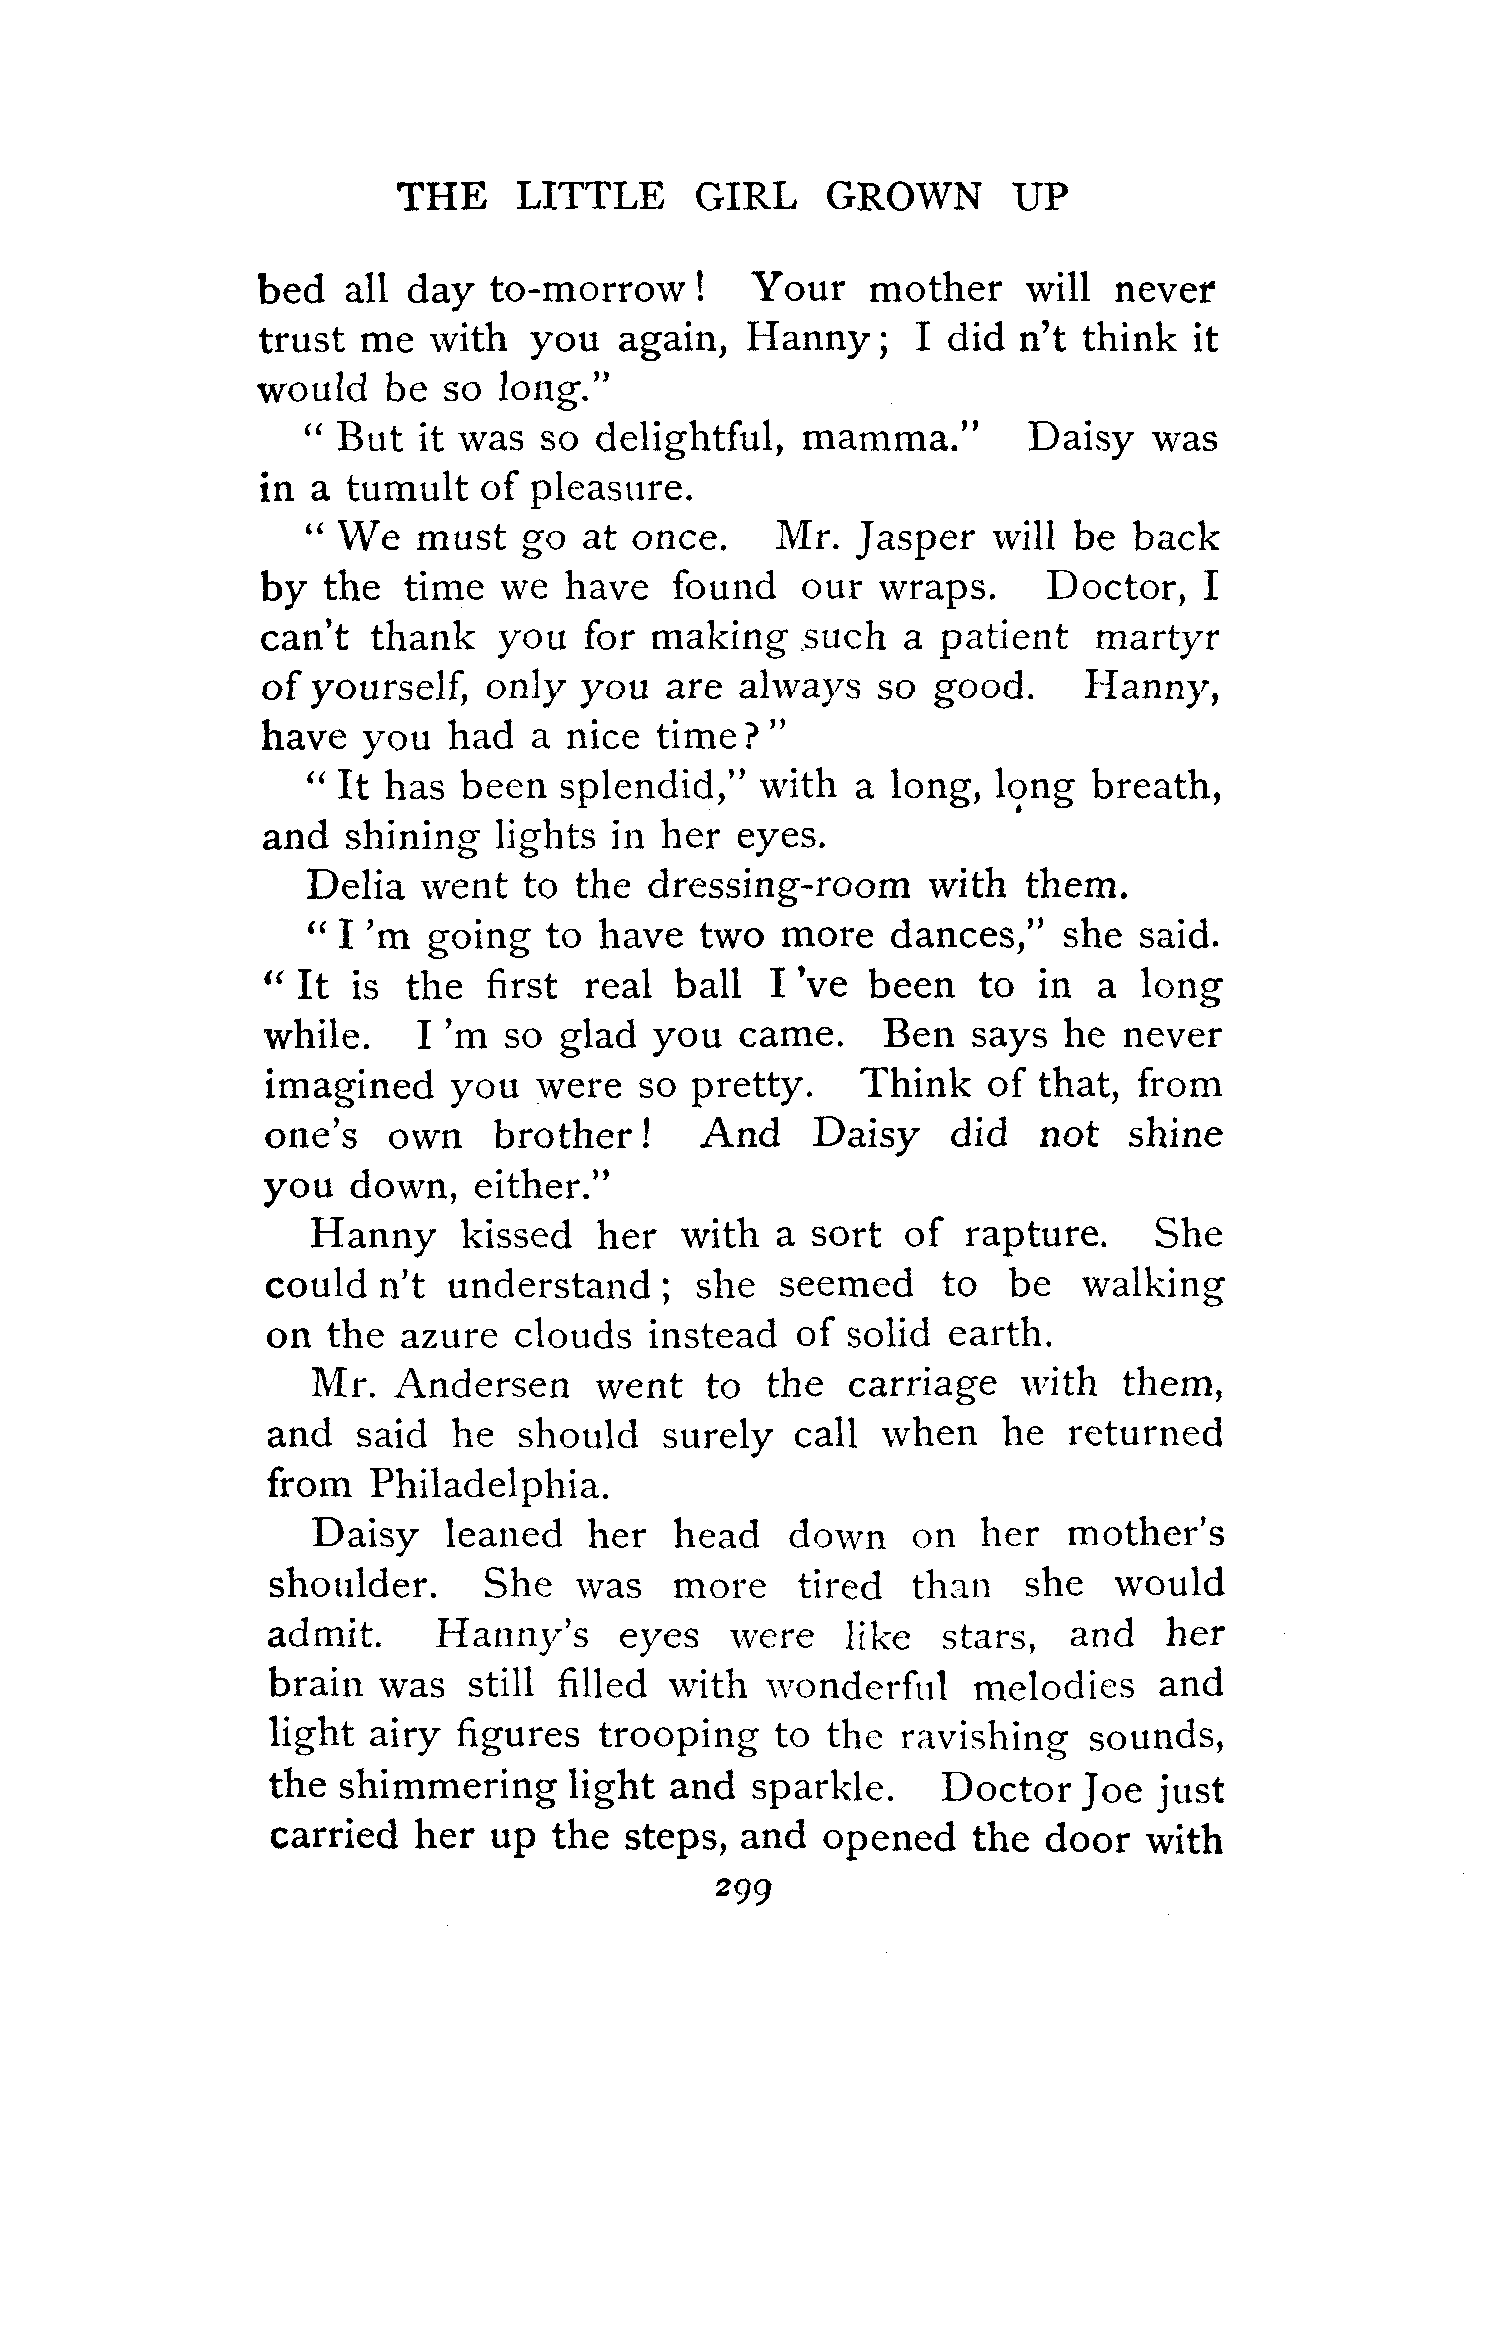 THE LITTLE GIRL GROWN UP
bed all day to-morrow! Your mother will never
trust me with you again, Hanny; I did n't think it
would be so long."
"But it was so delightful, mamma." Daisy was
in a tumult of pleasure.
"We must go at once. Mr. Jasper will be back
by the time we have found our wraps. Doctor, I
can't thank you for making such a patient martyr
of yourself, only you are always so good. Hanny,
have you had a nice time?"
"It has been splendid," with a long, long breath,
and shining lights in her eyes.
Delia went to the dressing-room with them.
"I 'm going to have two more dances," she said.
"It is the first real ball I 've been to in a long
while. I 'm so glad you came. Ben says he never
imagined you were so pretty. Think of that, from
one's own brother! And Daisy did not shine
you down, either."
Hanny kissed her with a sort of rapture. She
could n't understand; she seemed to be walking
on the azure clouds instead of solid earth.
Mr. Andersen went to the carriage with them,
and said he should surely call when he returned
from Philadelphia.
Daisy leaned her head down on her mother's
shoulder. She was more tired than she would
admit. Hanny's eyes were like stars, and her
brain was still filled with wonderful melodies and
light airy figures trooping to the ravishing sounds,
the shimmering light and sparkle. Doctor Joe just
carried her up the steps, and opened the door with
299